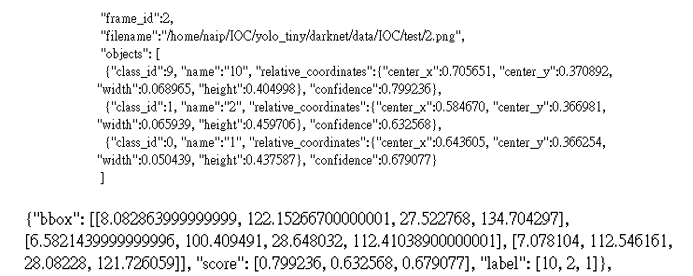 "frame_id":2,
"filename":"/home/naip/IOC/yolo_tiny/darknet/data/IOC/test/2.png",
"objects": [
{"class_id":9, "name":"10", "relative_coordinates":{"center_x":0.705651, "center_y":0.370892,
"width":0.068965, "height":0.404998}, "confidence":0.799236},
{"class_id":1, "name":"2", "relative_coordinates":{"center_x":0.584670, "center_y":0.366981,
"width":0.065939, "height":0.459706}, "confidence":0.632568},
{"class_id":0, "name":"1", "relative_coordinates":{"center_x":0.643605, "center_y":0.366254,
"width":0.050439, "height":0.437587}, "confidence":0.679077}
]
{"bbox": [[8.082863999999999, 122.15266700000001, 27.522768, 134.704297],
[6.5821439999999996, 100.409491, 28.648032, 112.41038900000001], [7.078104, 112.546161,
28.08228, 121.726059]], "score": [0.799236, 0.632568, 0.679077], "label": [10, 2, 1]},